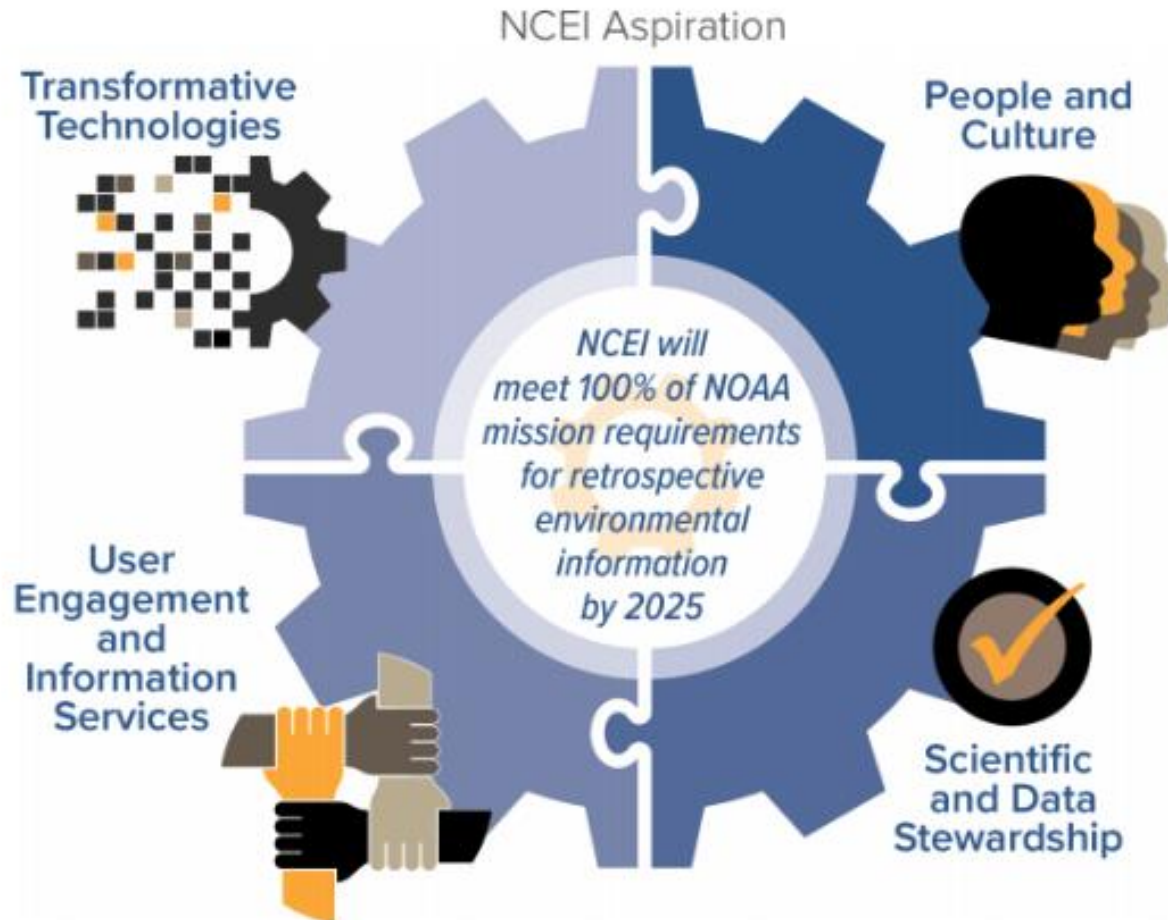 NCEI Aspiration
Transformative
Technologies
People and
Culture
NCEI will
meet 100% of NOAA
mission requirements
for retrospective
environmental
information
by 2025
User
Engagement
and
Information
Services
Scientific
and Data
Stewardship